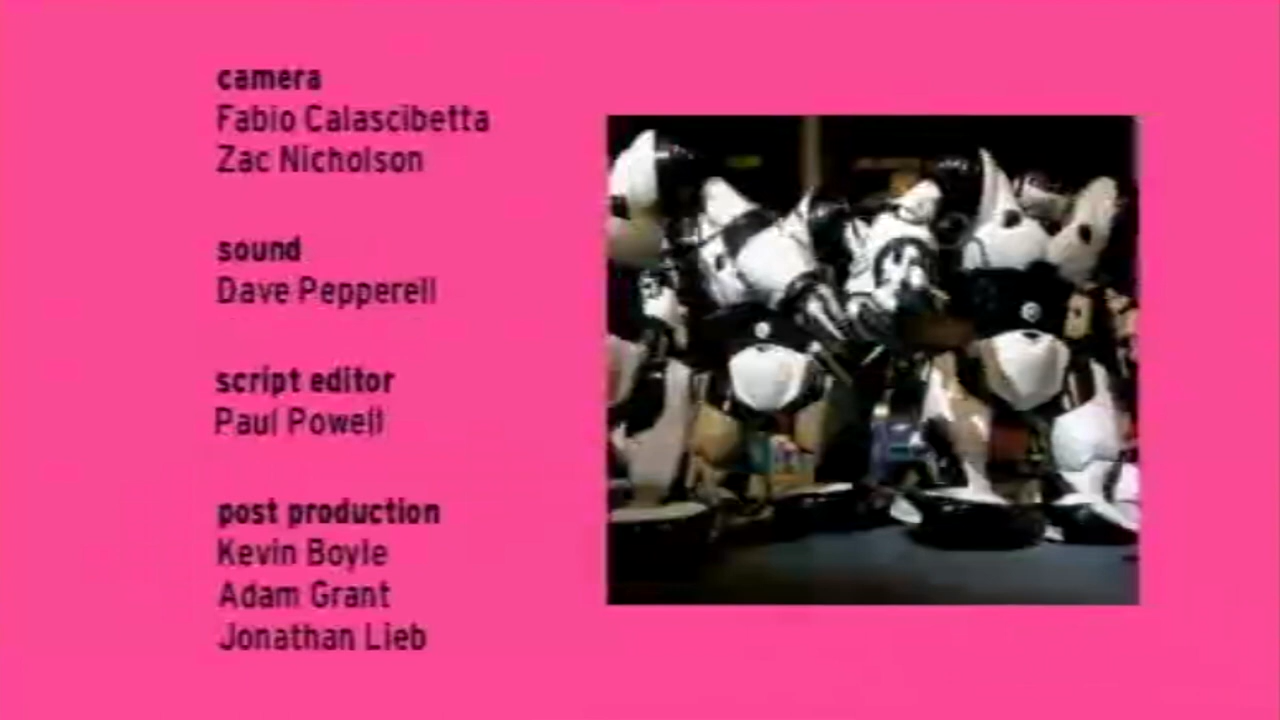 camera
Fabio Calascibetta
Zac Nicholson
sound
Dave Pepperell
script editor
Paul Powell
post production
Kevin Boyle
Adam Grant
Jonathan Lieb